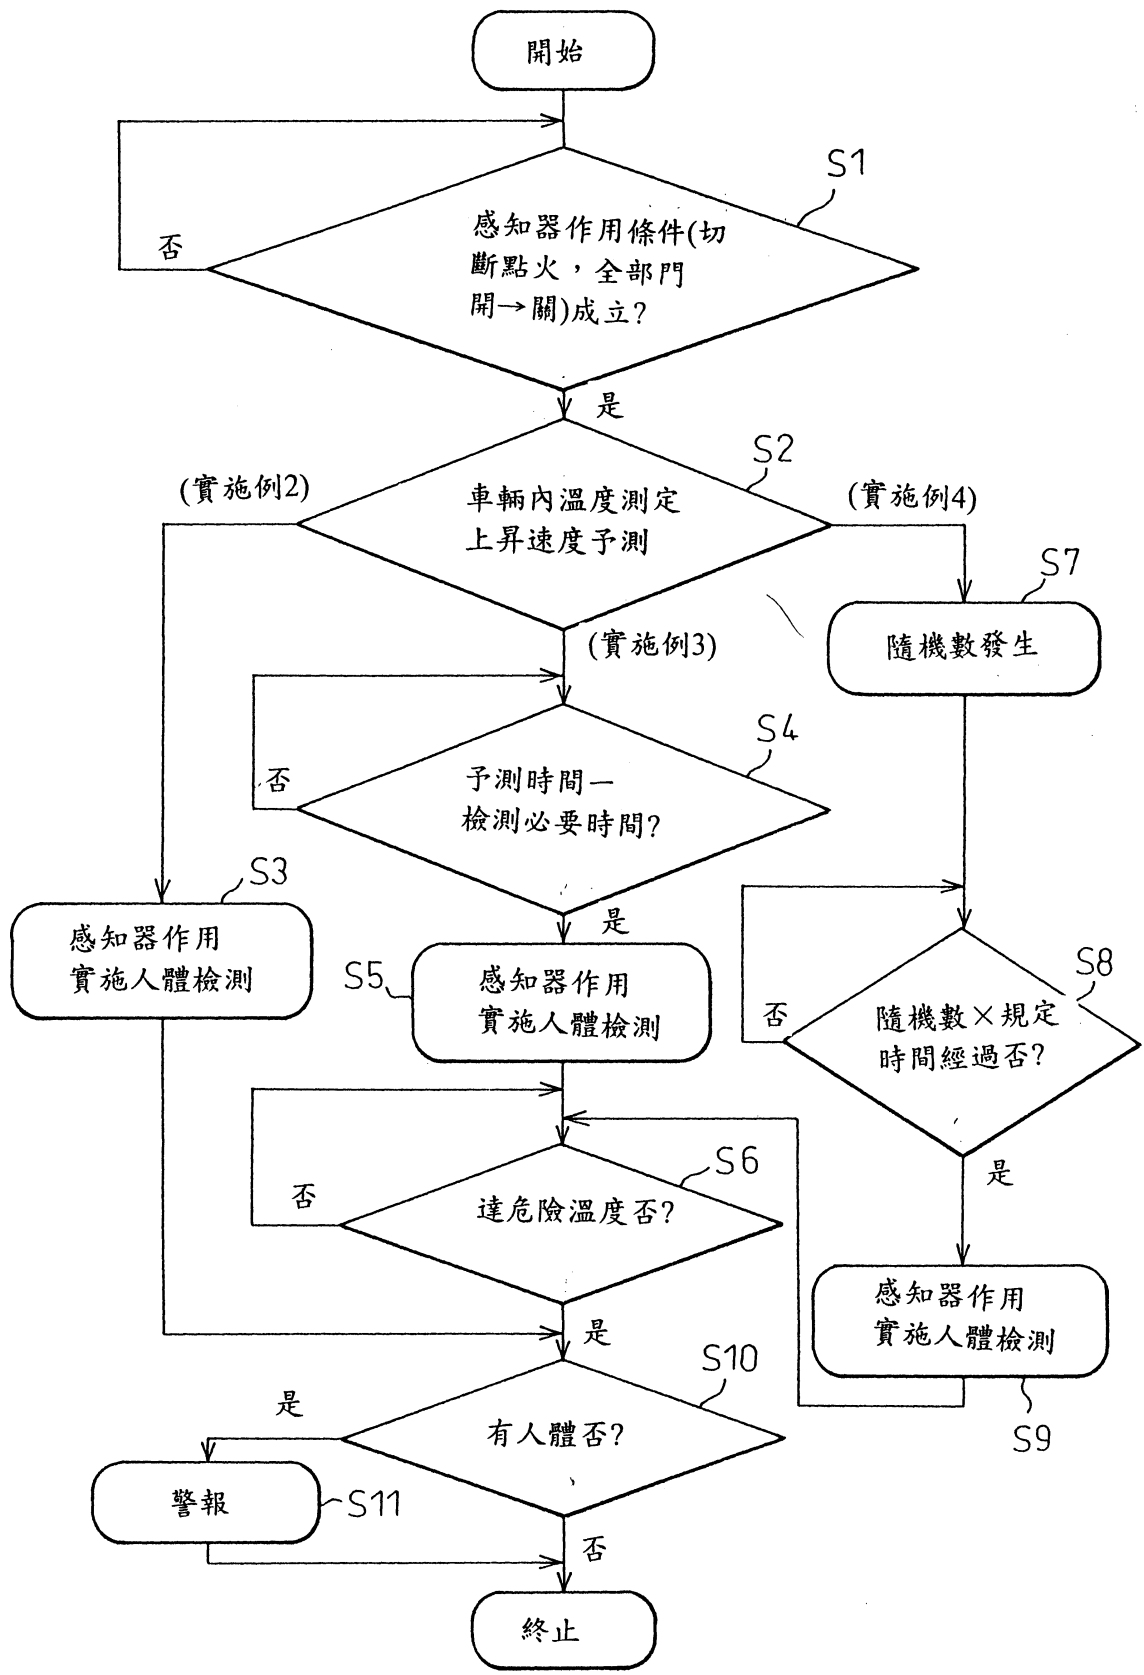 開始
S1
感知器作用條件(切
斷點火，全部門
開→關)成立?
否
是
S2
(實施例2)
車輛內溫度測定
上昇速度予測
(實施例4)
S7
隨機數發生
(實施例3)
S4
予測時間－
檢測必要時間?
否
是
S3
感知器作用
實施人體檢測
S5
感知器作用
實施人體檢測
S8
隨機數×規定
時間經過否?
否
是
S6
達危險溫度否?
否
是
感知器作用
實施人體檢測
S9
S10
有人體否?
是
警報
S11
否
終止